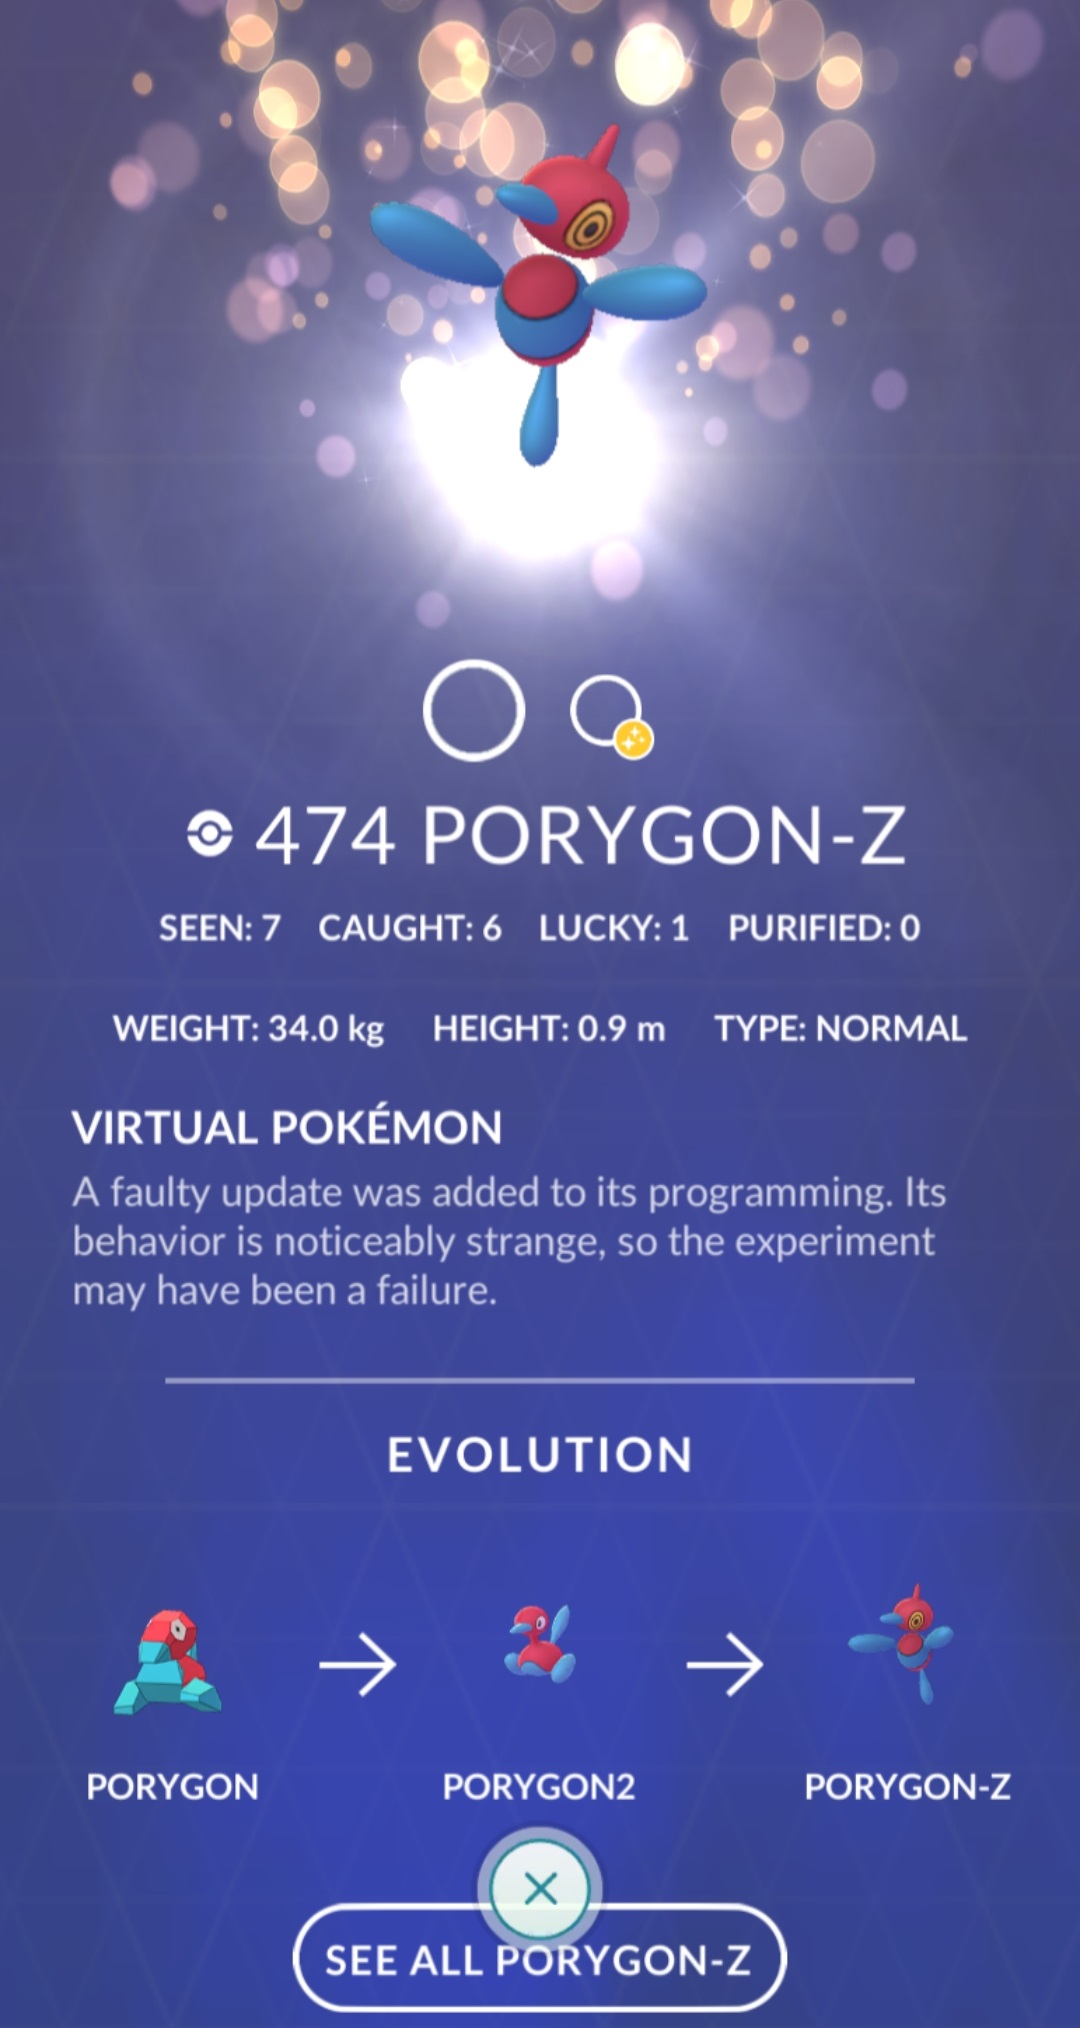 474 PORYGON-Z
SEEN: 7 CAUGHT: 6 LUCKY: 1 PURIFIED: 0
WEIGHT: 34.0 kg HEIGHT: 0.9 m TYPE: NORMAL
VIRTUAL POKÉMON
A faulty update was added to its programming. Its
behavior is noticeably strange, so the experiment
may have been a failure.
EVOLUTION
PORYGON PORYGON2 PORYGON-Z
SEE ALL PORYGON-Z